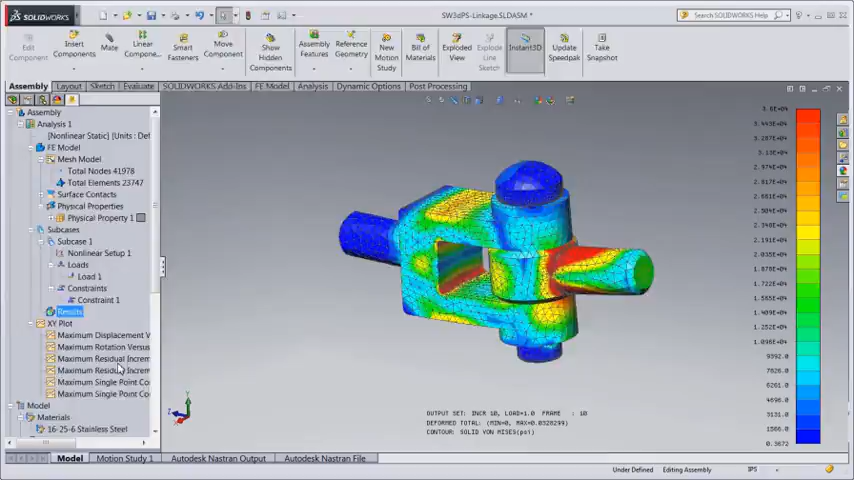 SOLIDWORKS
SW3dPS-Linkage.SLDASM *
Search SOLIDWORKS Help
Edit Component
Insert Components
Mate
Linear Compone...
Smart Fasteners
Move Component
Show Hidden Components
Assembly Features
Reference Geometry
New Motion Study
Bill of Materials
Exploded View
Explode Line Sketch
Instant3D
Update Speedpak
Take Snapshot
Assembly
Layout
Sketch
Evaluate
SOLIDWORKS Add-Ins
FE Model
Analysis
Dynamic Options
Post Processing
Assembly
Analysis 1
[Nonlinear Static] [Units : Def
FE Model
Mesh Model
Total Nodes 41978
Total Elements 23747
Surface Contacts
Physical Properties
Physical Property 1
Subcases
Subcase 1
Nonlinear Setup 1
Loads
Load 1
Constraints
Constraint 1
Results
XY Plot
Maximum Displacement V
Maximum Rotation Versus
Maximum Residual Increm
Maximum Residual Increm
Maximum Single Point Co
Maximum Single Point Co
Model
Materials
16-25-6 Stainless Steel
3.6E+04
3.443E+04
3.287E+04
3.13E+04
2.974E+04
2.817E+04
2.661E+04
2.504E+04
2.348E+04
2.191E+04
2.035E+04
1.878E+04
1.722E+04
1.565E+04
1.409E+04
1.252E+04
1.096E+04
9392.0
7826.0
6261.0
4696.0
3131.0
1566.0
0.3672
Y
Z
X
OUTPUT SET: INCR 10, LOAD=1.0 FRAME : 10
DEFORMED TOTAL: (MIN=0, MAX=0.0328299)
CONTOUR: SOLID VON MISES(psi)
Model
Motion Study 1
Autodesk Nastran Output
Autodesk Nastran File
Under Defined
Editing Assembly
IPS